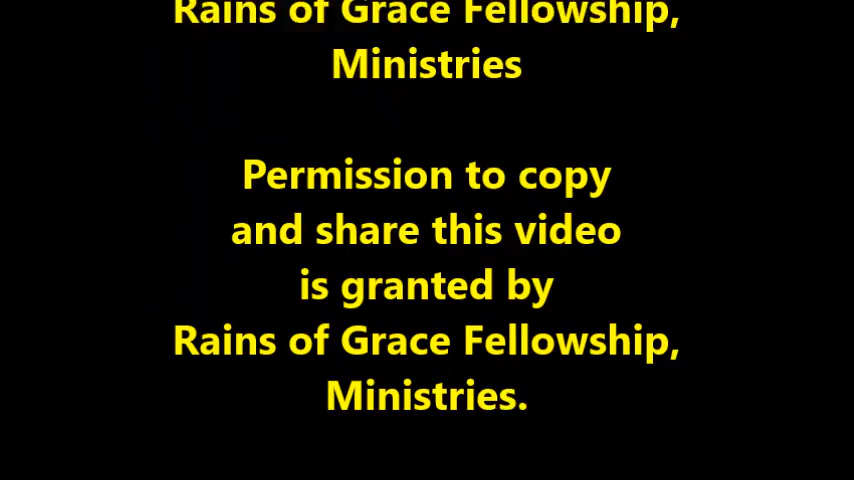 Rains of Grace Fellowship,
Ministries
Permission to copy
and share this video
is granted by
Rains of Grace Fellowship,
Ministries.